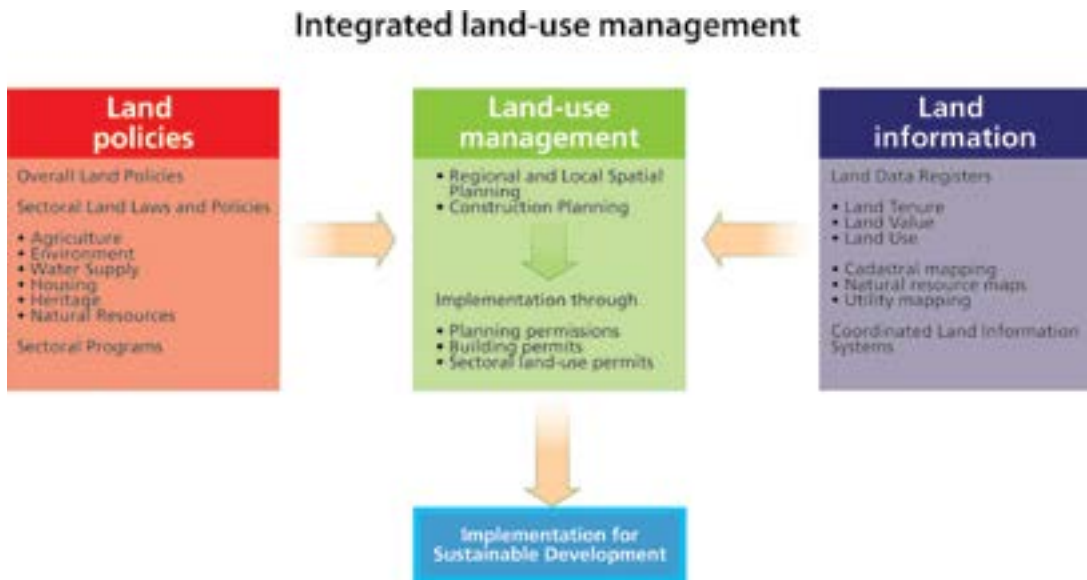 Integrated land-use management
Land
policies
Overall Land Policies
Sectoral Land Laws and Policies
• Agriculture
• Environment
• Water Supply
• Housing
• Heritage
• Natural Resources
Sectoral Programs
Land-use
management
• Regional and Local Spatial
Planning
• Construction Planning
Implementation through
• Planning permissions
• Building permits
• Sectoral land-use permits
Land
information
Land Data Registers
• Land Tenure
• Land Value
• Land Use
• Cadastral mapping
• Natural resource maps
• Utility mapping
Coordinated Land Information
Systems
Implementation for
Sustainable Development